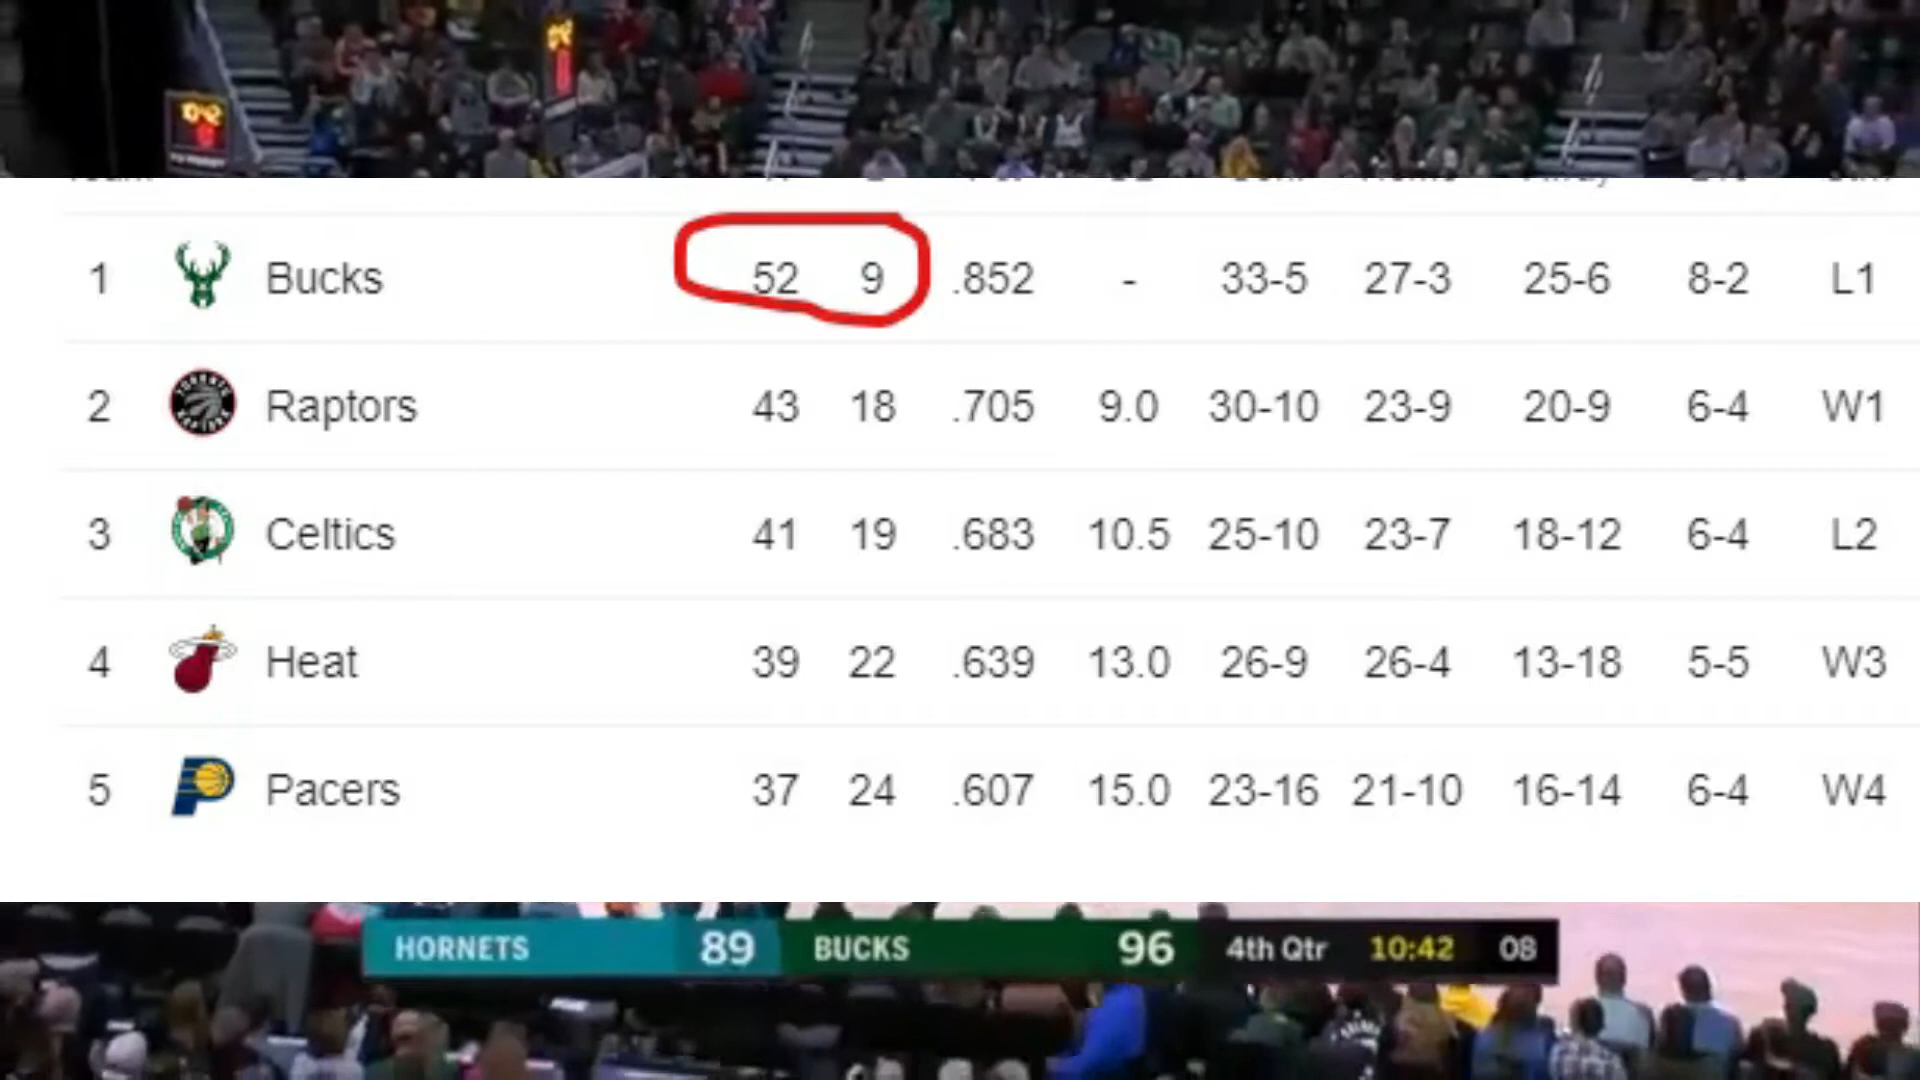 10:42
1 Bucks 52 9 .852 - 33-5 27-3 25-6 8-2 L1
2 Raptors 43 18 .705 9.0 30-10 23-9 20-9 6-4 W1
3 Celtics 41 19 .683 10.5 25-10 23-7 18-12 6-4 L2
4 Heat 39 22 .639 13.0 26-9 26-4 13-18 5-5 W3
5 Pacers 37 24 .607 15.0 23-16 21-10 16-14 6-4 W4
HORNETS 89 BUCKS 96 4th Qtr 10:42 08